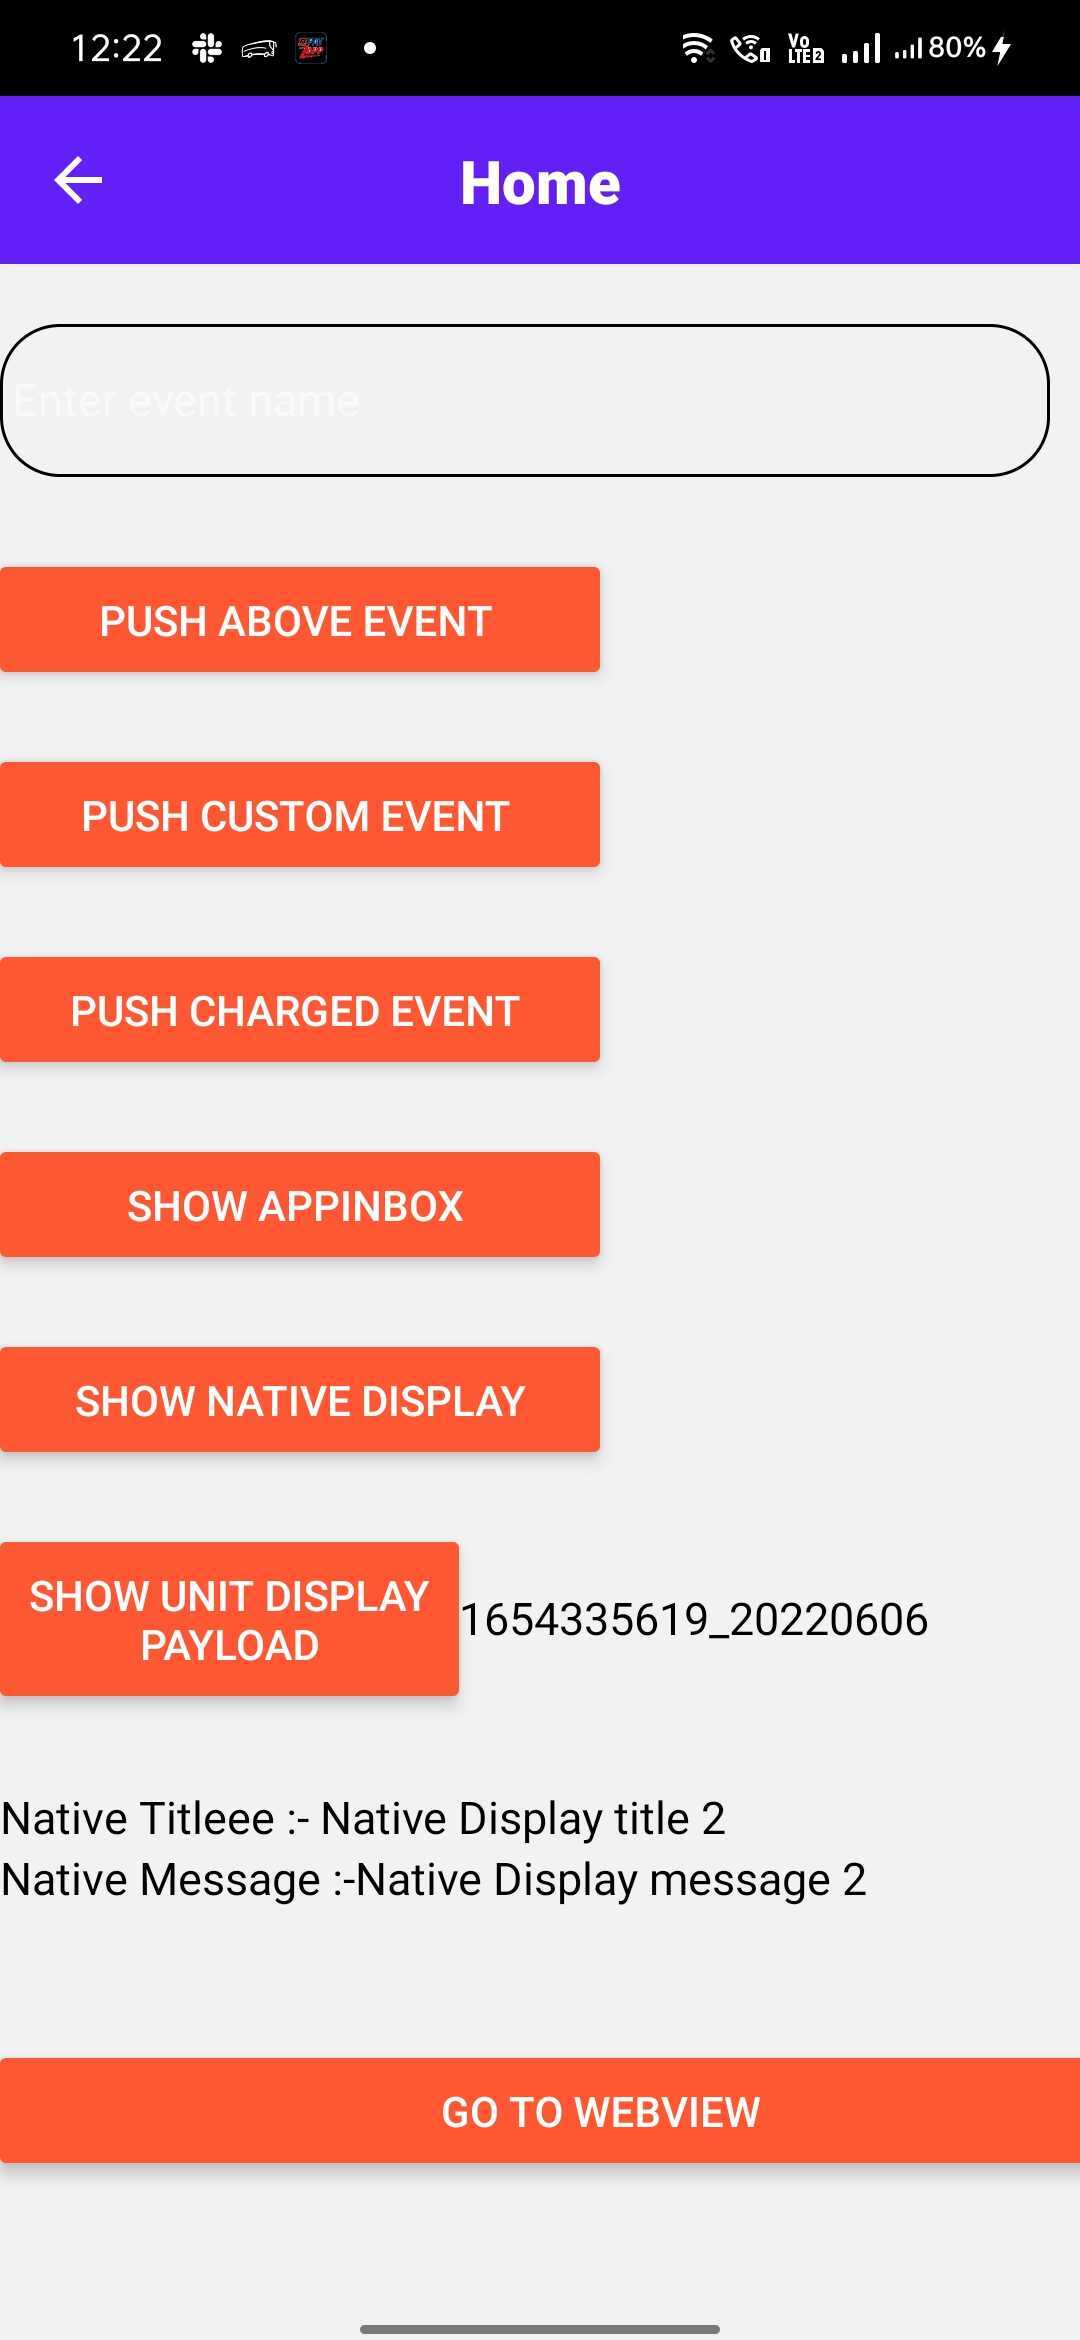 12:22
Vo
LTE2
80%
Home
Enter event name
PUSH ABOVE EVENT
PUSH CUSTOM EVENT
PUSH CHARGED EVENT
SHOW APPINBOX
SHOW NATIVE DISPLAY
SHOW UNIT DISPLAY
PAYLOAD
1654335619_20220606
Native Titleee :- Native Display title 2
Native Message :-Native Display message 2
GO TO WEBVIEW